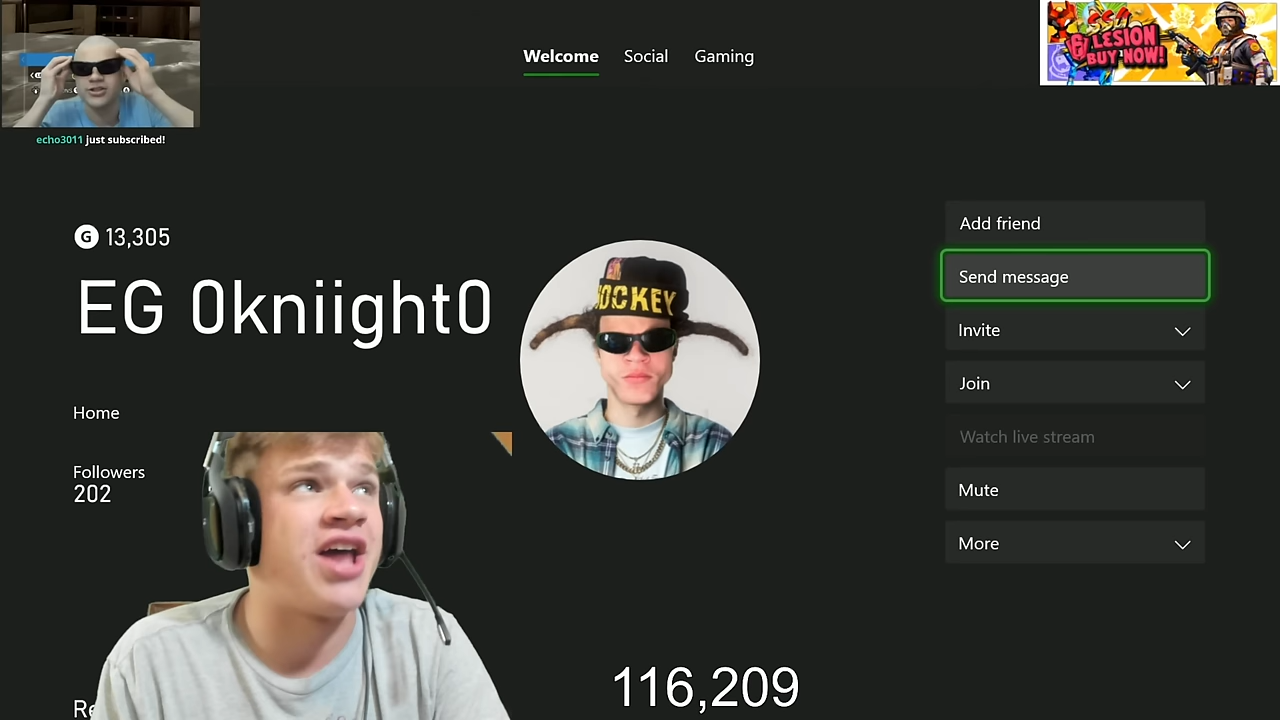 Welcome Social Gaming
SSG
LESION
BUY NOW!
echo3011 just subscribed!
G 13,305
EG 0kniight0
HOCKEY
Home
Followers
202
Add friend
Send message
Invite
Join
Watch live stream
Mute
More
116,209